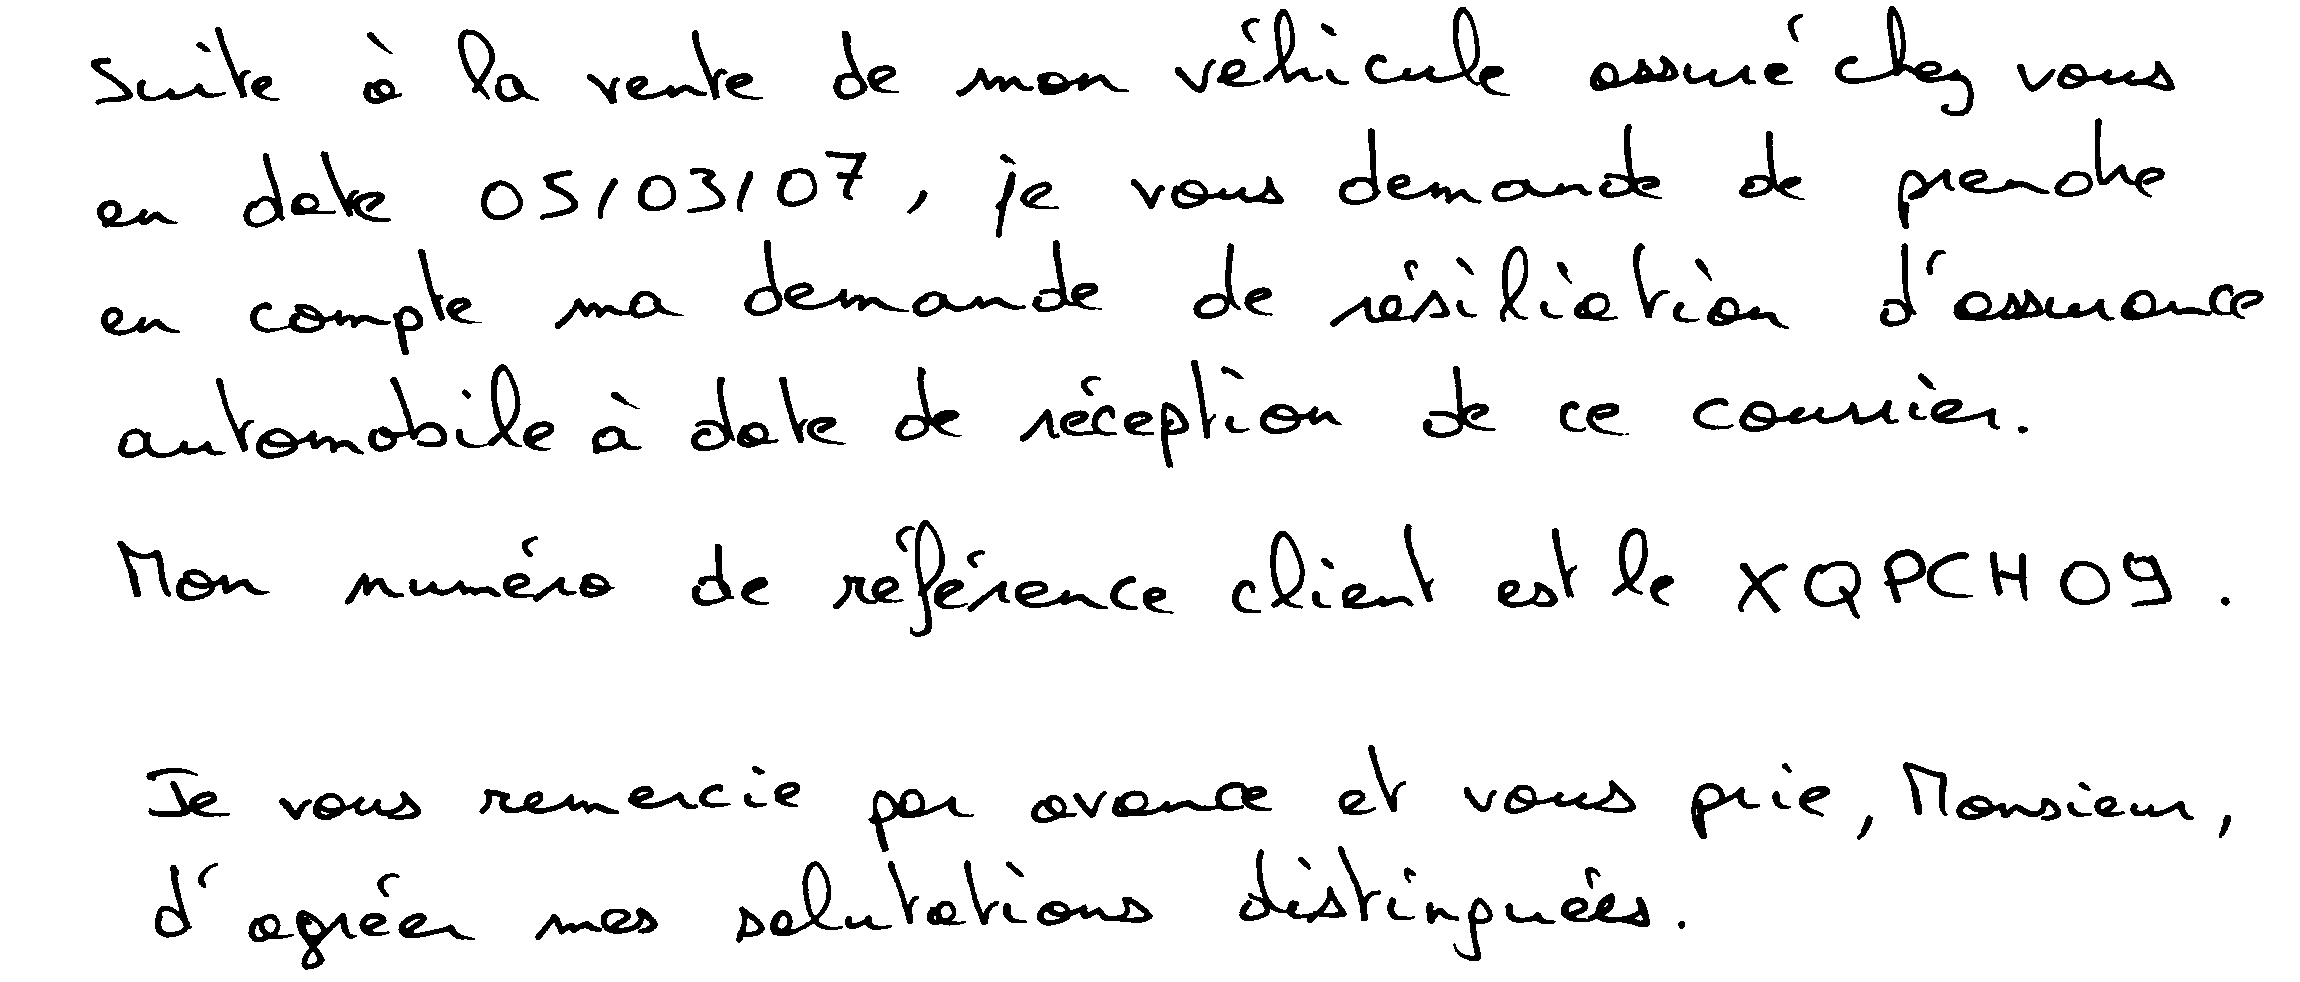 Suite à la vente de mon véhicule assuré chez vous
en date 05/03/07, je vous demande de prendre
en compte ma demande de résiliation d'assurance
automobile à date de réception de ce courrier.
Mon numéro de référence client est le XQPCH09.
Je vous remercie par avance et vous prie, Monsieur,
d'agréer mes salutations distinguées.